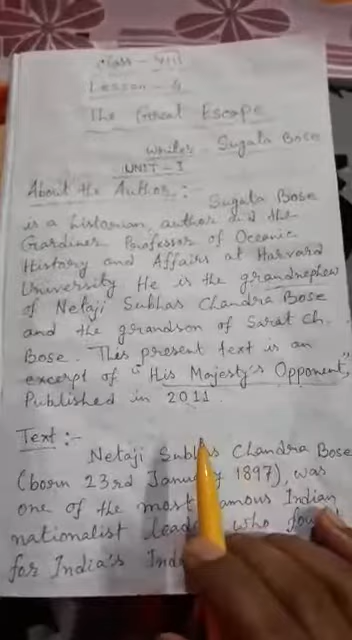 Class - VIII
Lesson - 4
The Great Escape
Writer - Sugata Bose
UNIT - I
About the Author :-
Sugata Bose
is a historian, author and the
Gardiner Professor of Oceanic
History and Affairs at Harvard
University He is the grandnephew
of Netaji Subhas Chandra Bose
and the grandson of Sarat Ch.
Bose. This present text is an
excerpt of "His Majesty's Opponent",
Published in 2011.
Text :-
Netaji Subhas Chandra Bose
(born 23rd January 1897), was
one of the most famous Indian
nationalist who
for India's